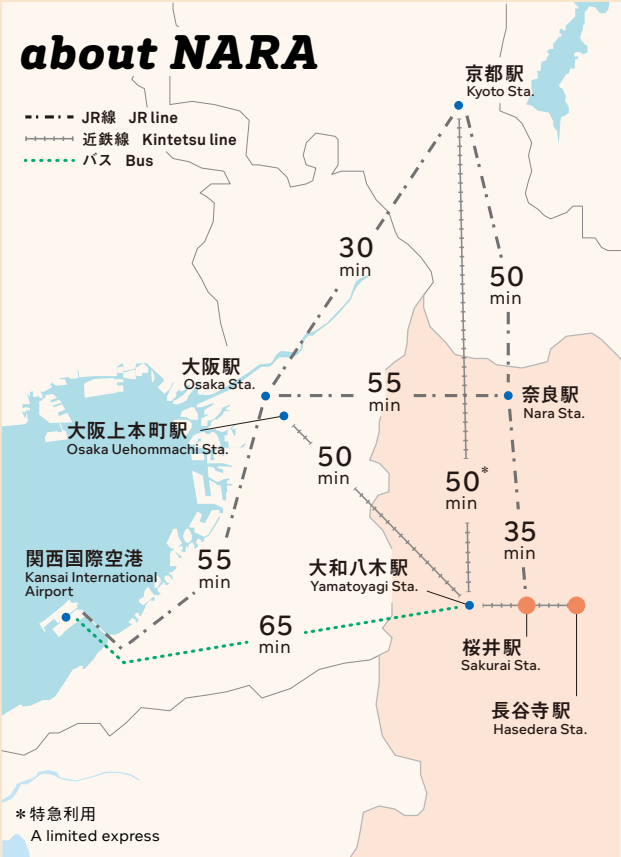 about NARA
JR線 JR line
近鉄線 Kintetsu line
バス Bus
京都駅
Kyoto Sta.
30
min
50
min
大阪駅
Osaka Sta.
55
min
奈良駅
Nara Sta.
大阪上本町駅
Osaka Uehommachi Sta.
50
min
50*
min
35
min
関西国際空港
Kansai International
Airport
55
min
大和八木駅
Yamatoyagi Sta.
65
min
桜井駅
Sakurai Sta.
長谷寺駅
Hasedera Sta.
*特急利用
A limited express